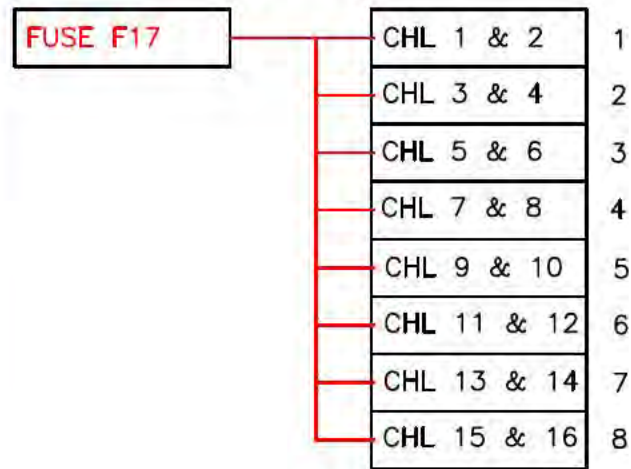 FUSE F17 CHL 1 & 2 1
CHL 3 & 4 2
CHL 5 & 6 3
CHL 7 & 8 4
CHL 9 & 10 5
CHL 11 & 12 6
CHL 13 & 14 7
CHL 15 & 16 8